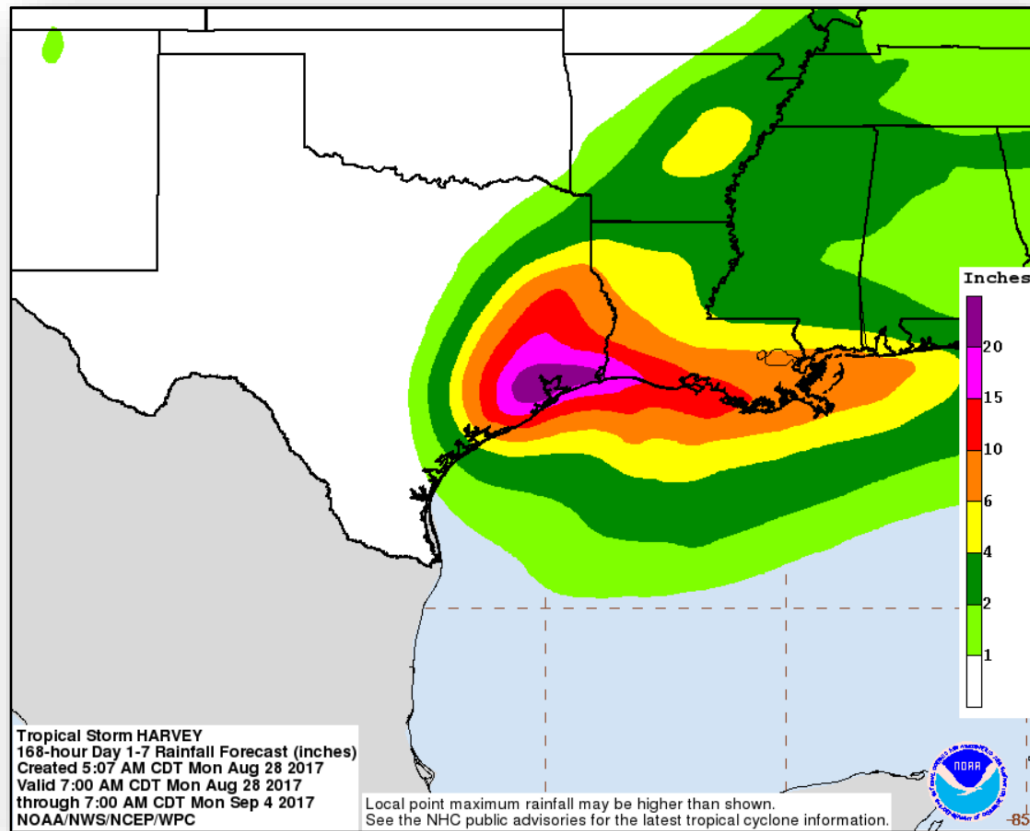 Inches
20
15
10
6
4
2
1
Tropical Storm HARVEY
168-hour Day 1-7 Rainfall Forecast (inches)
Created 5:07 AM CDT Mon Aug 28 2017
Valid 7:00 AM CDT Mon Aug 28 2017
through 7:00 AM CDT Mon Sep 4 2017
NOAA/NWS/NCEP/WPC
Local point maximum rainfall may be higher than shown.
See the NHC public advisories for the latest tropical cyclone information.
NOAA
-85